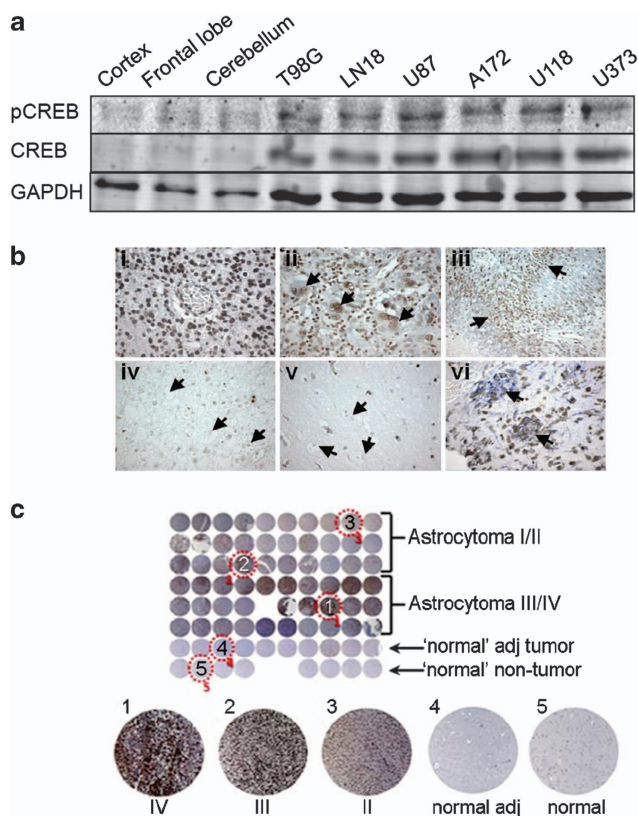 a
Cortex
Frontal lobe
Cerebellum
T98G
LN18
U87
A172
U118
U373
pCREB
CREB
GAPDH
b
i
ii
iii
iv
v
vi
c
3
2
1
4
5
Astrocytoma I/II
Astrocytoma III/IV
‘normal’ adj tumor
‘normal’ non-tumor
1
2
3
4
5
IV
III
II
normal adj
normal